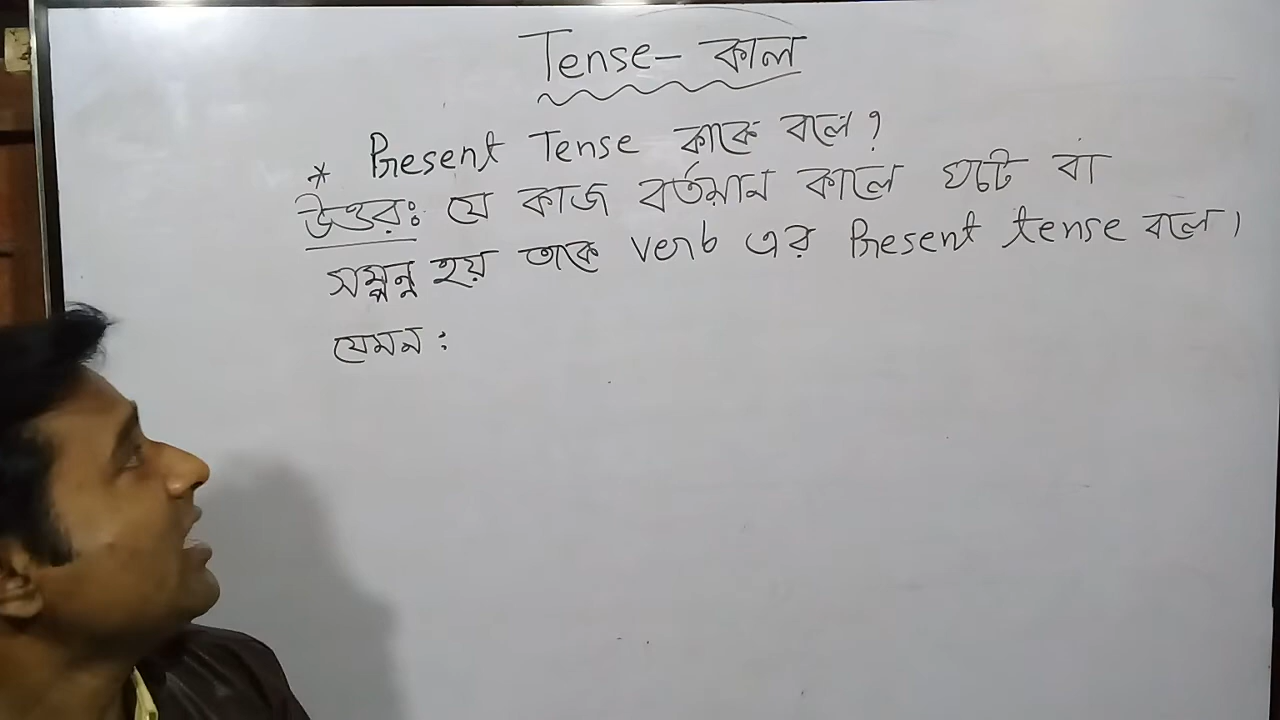 Tense- কাল
* Present Tense কাকে বলে?
উত্তরঃ যে কাজ বর্তমান কালে ঘটে বা
সম্পন্ন হয় তাকে verb এর Present tense বলে।
যেমন :